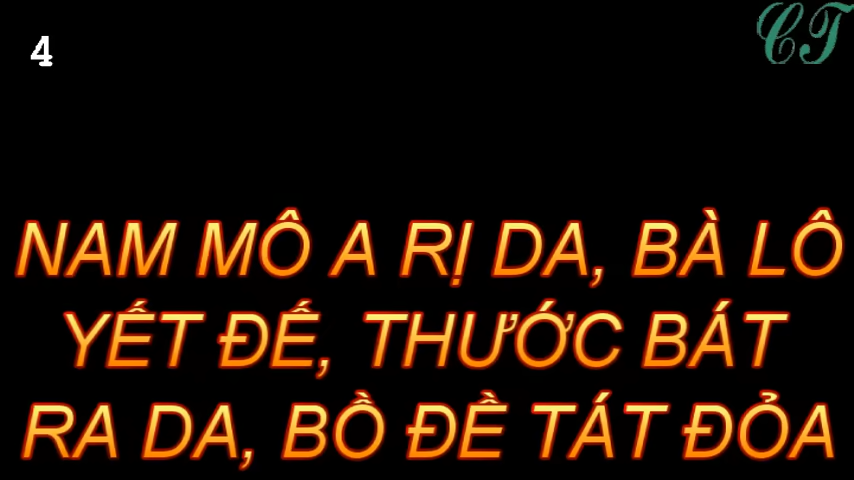 4
CT
NAM MÔ A RỊ DA, BÀ LÔ
YẾT ĐẾ, THƯỚC BÁT
RA DA, BỒ ĐỀ TÁT ĐỎA